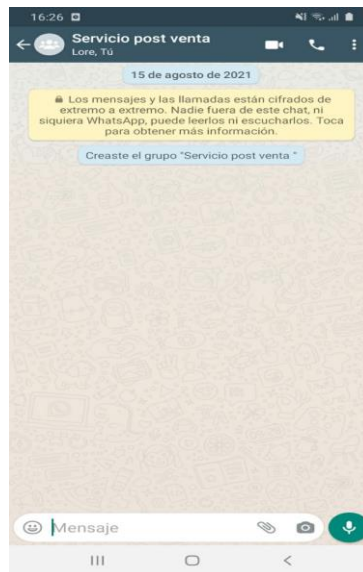 16:26
Servicio post venta
Lore, Tú
15 de agosto de 2021
Los mensajes y las llamadas están cifrados de
extremo a extremo. Nadie fuera de este chat, ni
siquiera WhatsApp, puede leerlos ni escucharlos. Toca
para obtener más información.
Creaste el grupo "Servicio post venta "
Mensaje